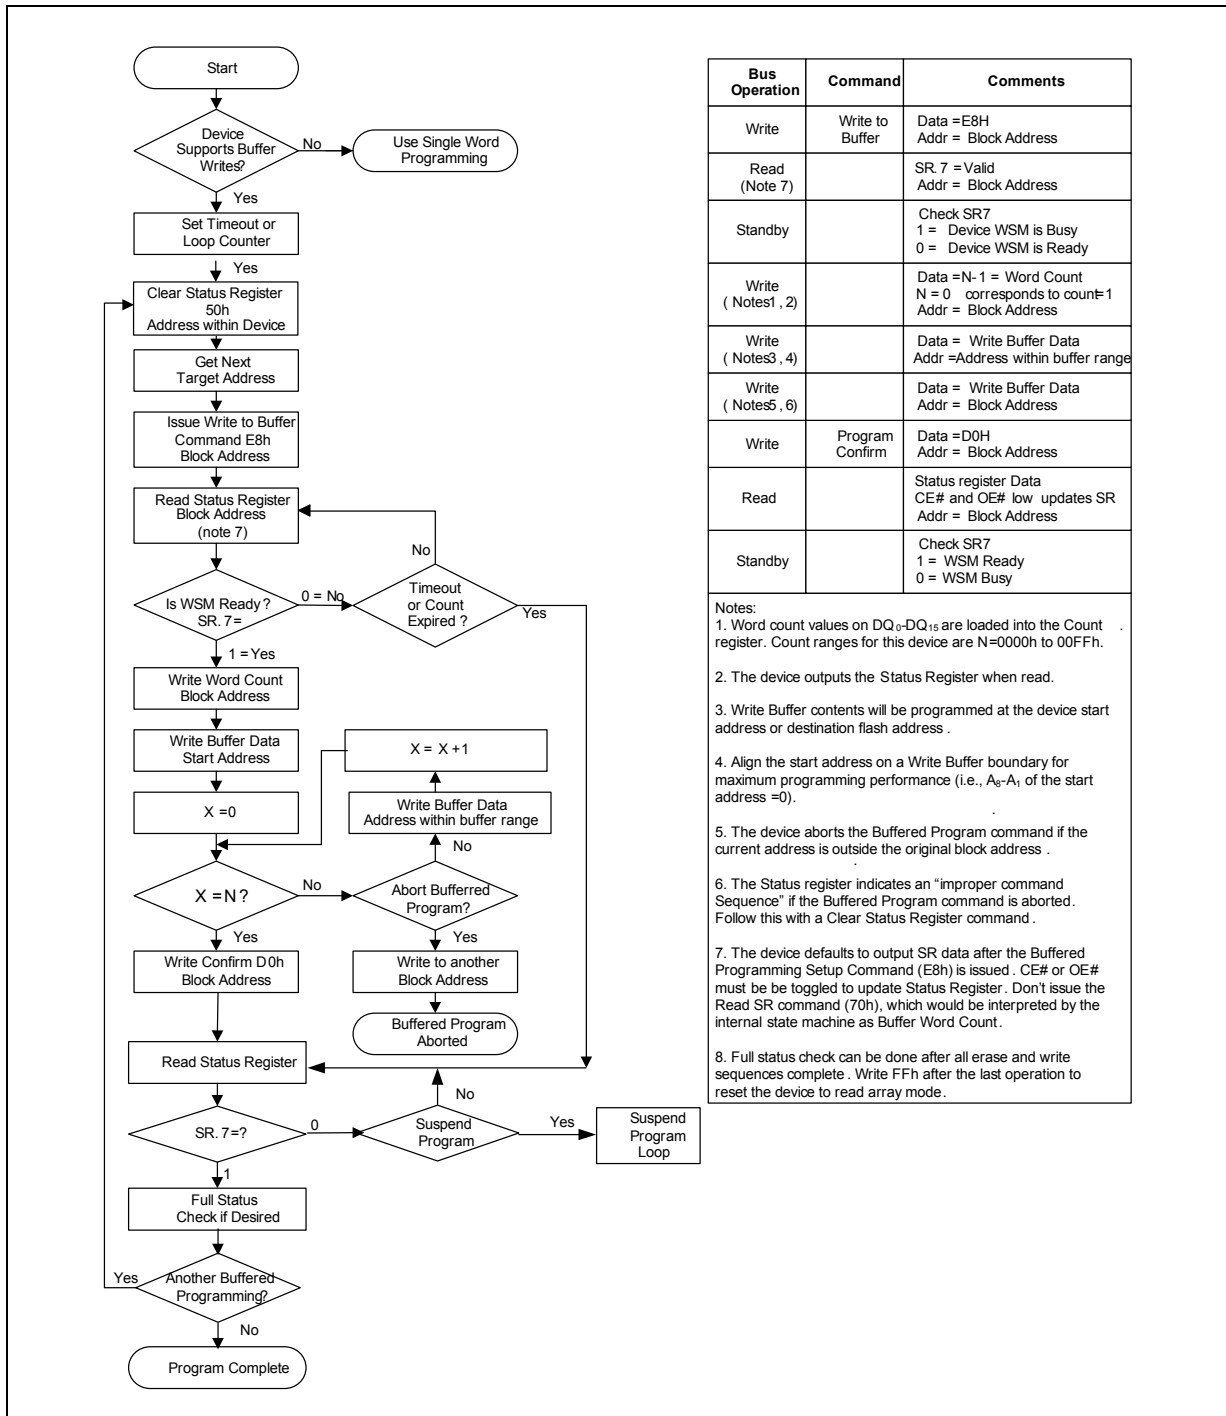 Start
Device
Supports Buffer
Writes?
No
Use Single Word
Programming
Yes
Set Timeout or
Loop Counter
Yes
Clear Status Register
50h
Address within Device
Get Next
Target Address
Issue Write to Buffer
Command E8h
Block Address
Read Status Register
Block Address
(note 7)
No
Is WSM Ready?
SR. 7=
0 = No
Timeout
or Count
Expired ?
Yes
1 = Yes
Write Word Count
Block Address
Write Buffer Data
Start Address
X = X +1
X =0
Write Buffer Data
Address within buffer range
No
X =N?
No
Abort Bufferred
Program?
Yes
Yes
Write Confirm D0h
Block Address
Write to another
Block Address
Buffered Program
Aborted
Read Status Register
No
SR. 7=?
0
Suspend
Program
Yes
Suspend
Program
Loop
1
Full Status
Check if Desired
Yes
Another Buffered
Programming?
No
Program Complete
Bus
Operation
Command
Comments
Write
Write to
Buffer
Data =E8H
Addr = Block Address
Read
(Note 7)
SR. 7 =Valid
Addr = Block Address
Standby
Check SR7
1 = Device WSM is Busy
0 = Device WSM is Ready
Write
( Notes1, 2)
Data =N-1 = Word Count
N = 0 corresponds to count=1
Addr = Block Address
Write
( Notes3, 4)
Data = Write Buffer Data
Addr =Address within buffer range
Write
( Notes5, 6)
Data = Write Buffer Data
Addr = Block Address
Write
Program
Confirm
Data =D0H
Addr = Block Address
Read
Status register Data
CE# and OE# low updates SR
Addr = Block Address
Standby
Check SR7
1 = WSM Ready
0 = WSM Busy
Notes:
1. Word count values on DQ0-DQ15 are loaded into the Count .
register. Count ranges for this device are N=0000h to 00FFh.
2. The device outputs the Status Register when read.
3. Write Buffer contents will be programmed at the device start
address or destination flash address .
4. Align the start address on a Write Buffer boundary for
maximum programming performance (i.e., A8-A1 of the start
address =0).
5. The device aborts the Buffered Program command if the
current address is outside the original block address .
6. The Status register indicates an “improper command
Sequence” if the Buffered Program command is aborted.
Follow this with a Clear Status Register command .
7. The device defaults to output SR data after the Buffered
Programming Setup Command (E8h) is issued . CE# or OE#
must be be toggled to update Status Register. Don’t issue the
Read SR command (70h), which would be interpreted by the
internal state machine as Buffer Word Count.
8. Full status check can be done after all erase and write
sequences complete . Write FFh after the last operation to
reset the device to read array mode.